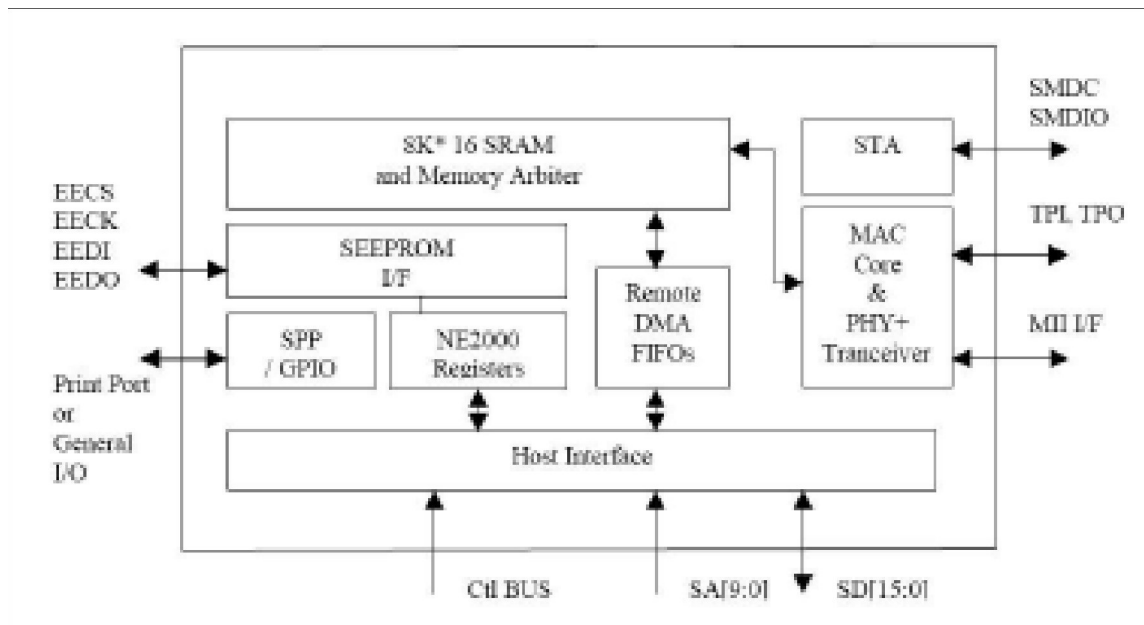 8K* 16 SRAM
and Memory Arbiter
STA
SMDC
SMDIO
EECS
EECK
EEDI
EEDO
SEEPROM
I/F
Remote
DMA
FIFOs
MAC
Core
&
PHY+
Tranceiver
TPI, TPO
MII I/F
SPP
/ GPIO
NE2000
Registers
Print Port
or
General
I/O
Host Interface
Ctl BUS
SA[9:0]
SD[15:0]